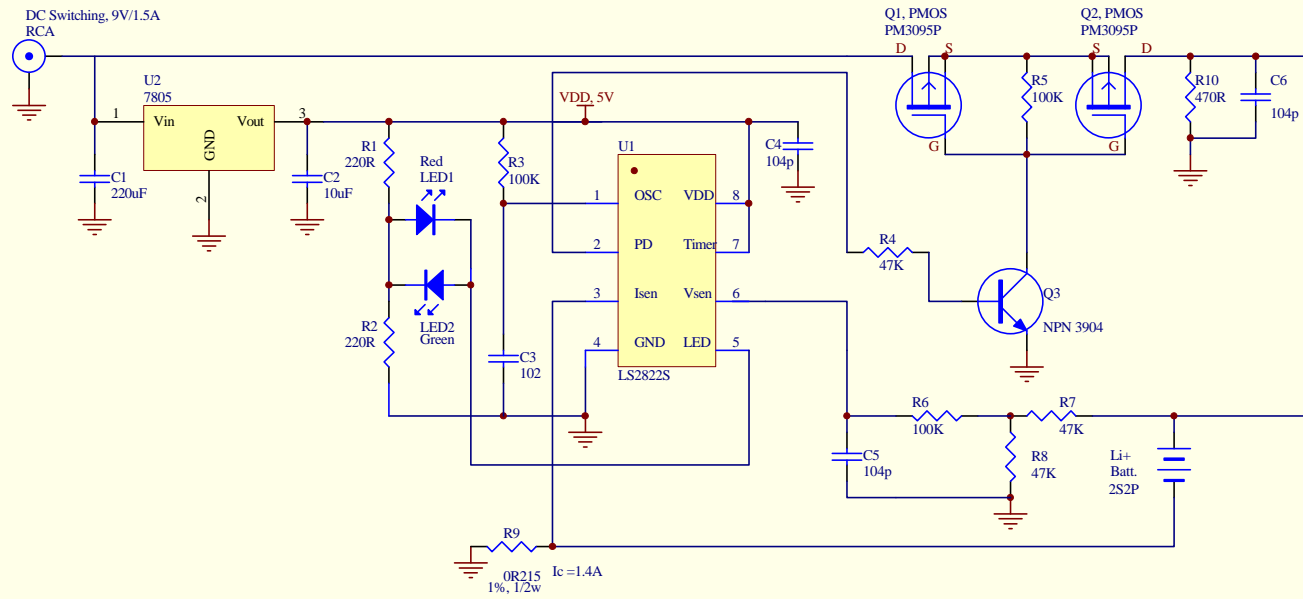 DC Switching, 9V/1.5A
RCA
Q1, PMOS
PM3095P
Q2, PMOS
PM3095P
D
S
S
D
U2
7805
1
Vin
Vout
3
GND
2
VDD, 5V
R5
100K
R10
470R
C6
104p
G
G
C1
220uF
C2
10uF
R1
220R
Red
LED1
R3
100K
U1
C4
104p
1
OSC
VDD
8
2
PD
Timer
7
3
Isen
Vsen
6
4
GND
LED
5
LS2822S
R4
47K
Q3
NPN 3904
R2
220R
LED2
Green
C3
102
R6
100K
R7
47K
C5
104p
R8
47K
Li+
Batt.
2S2P
R9
0R215
1%, 1/2w
Ic =1.4A